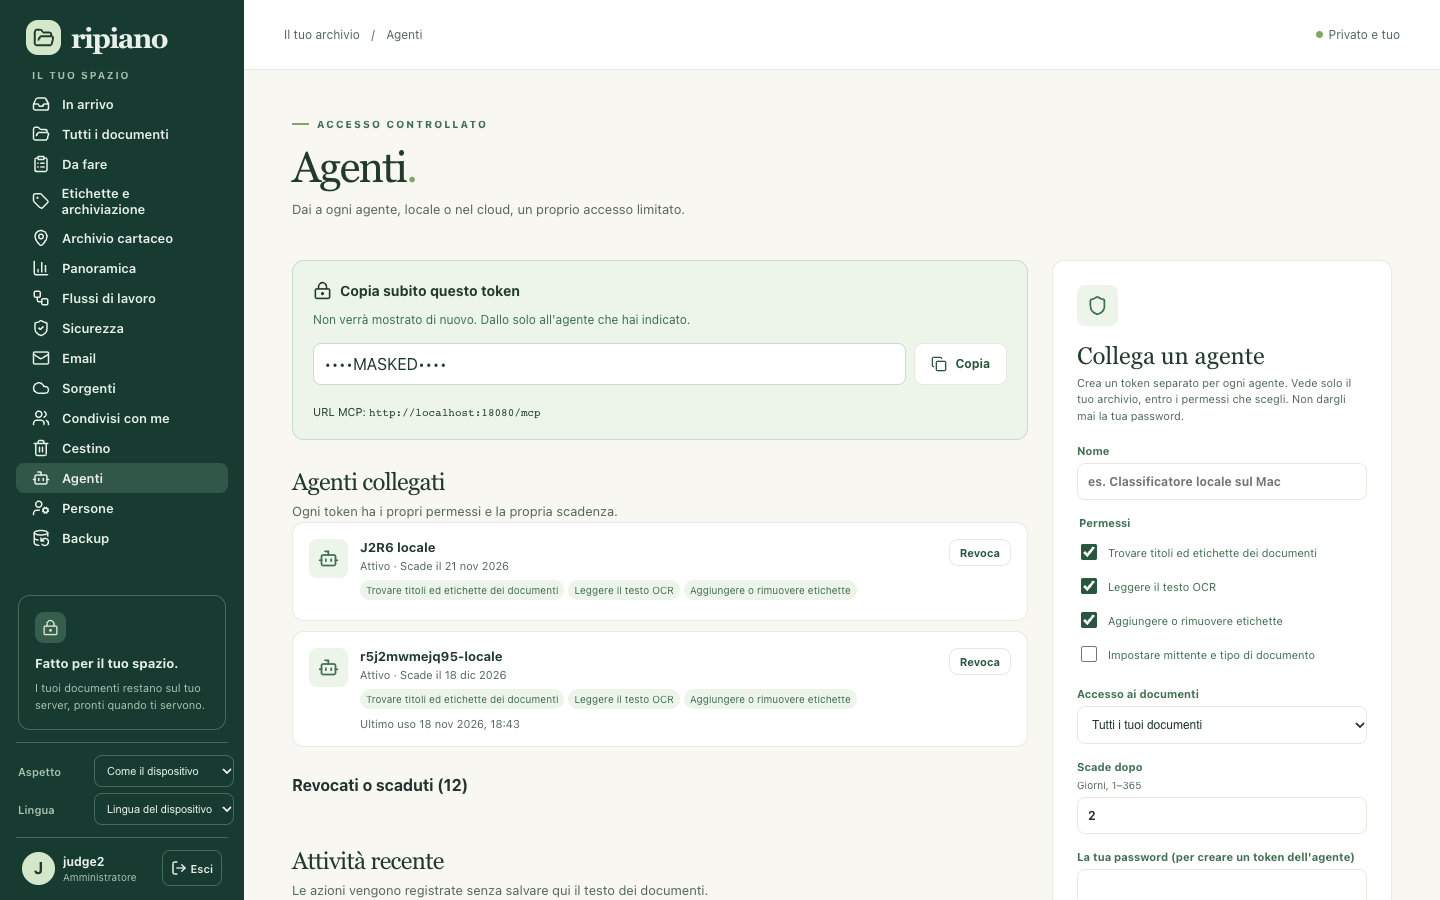 ripiano
IL TUO SPAZIO
In arrivo
Tutti i documenti
Da fare
Etichette e
archiviazione
Archivio cartaceo
Panoramica
Flussi di lavoro
Sicurezza
Email
Sorgenti
Condivisi con me
Cestino
Agenti
Persone
Backup
Fatto per il tuo spazio.
I tuoi documenti restano sul tuo
server, pronti quando ti servono.
Aspetto
Come il dispositivo
Lingua
Lingua del dispositivo
J
judge2
Amministratore
Esci
Il tuo archivio / Agenti
Privato e tuo
ACCESSO CONTROLLATO
Agenti.
Dai a ogni agente, locale o nel cloud, un proprio accesso limitato.
Copia subito questo token
Non verrà mostrato di nuovo. Dallo solo all'agente che hai indicato.
••••MASKED••••
Copia
URL MCP: http://localhost:18080/mcp
Agenti collegati
Ogni token ha i propri permessi e la propria scadenza.
J2R6 locale
Attivo · Scade il 21 nov 2026
Trovare titoli ed etichette dei documenti Leggere il testo OCR Aggiungere o rimuovere etichette
Revoca
r5j2mwmejq95-locale
Attivo · Scade il 18 dic 2026
Trovare titoli ed etichette dei documenti Leggere il testo OCR Aggiungere o rimuovere etichette
Ultimo uso 18 nov 2026, 18:43
Revoca
Revocati o scaduti (12)
Attività recente
Le azioni vengono registrate senza salvare qui il testo dei documenti.
Collega un agente
Crea un token separato per ogni agente. Vede solo il
tuo archivio, entro i permessi che scegli. Non dargli
mai la tua password.
Nome
es. Classificatore locale sul Mac
Permessi
Trovare titoli ed etichette dei documenti
Leggere il testo OCR
Aggiungere o rimuovere etichette
Impostare mittente e tipo di documento
Accesso ai documenti
Tutti i tuoi documenti
Scade dopo
Giorni, 1–365
2
La tua password (per creare un token dell'agente)